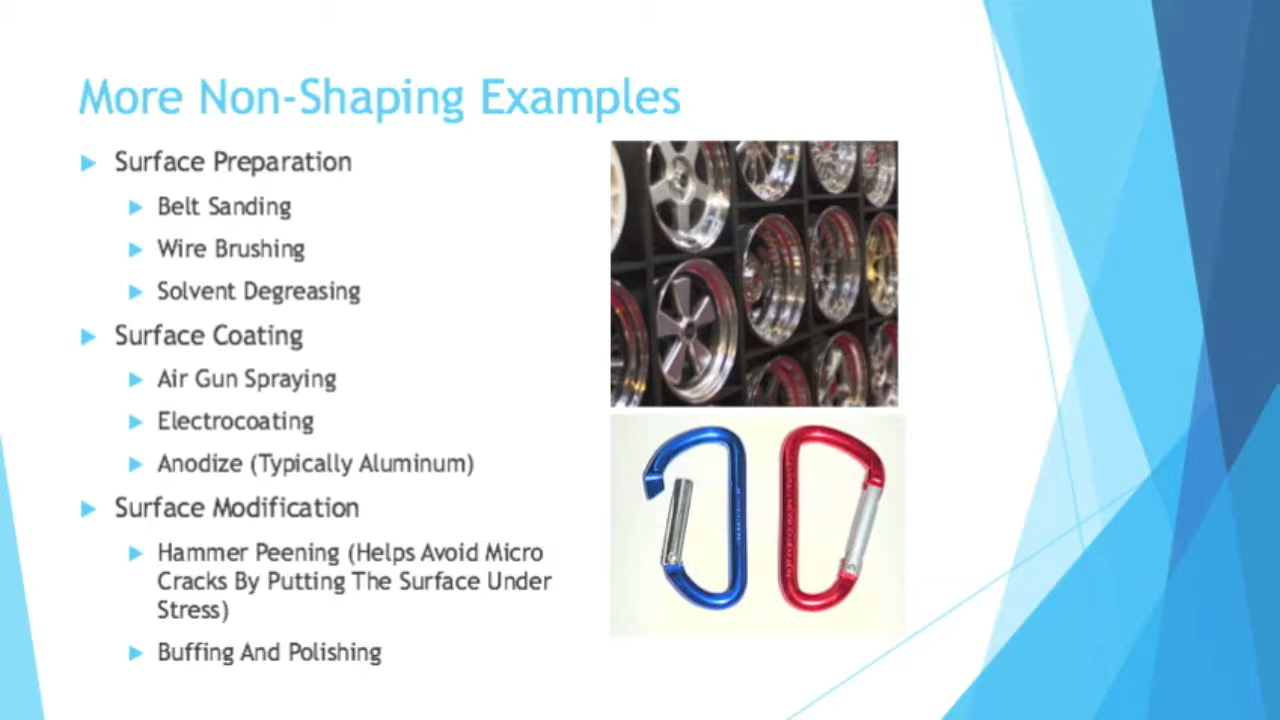 More Non-Shaping Examples
Surface Preparation
Belt Sanding
Wire Brushing
Solvent Degreasing
Surface Coating
Air Gun Spraying
Electrocoating
Anodize (Typically Aluminum)
Surface Modification
Hammer Peening (Helps Avoid Micro
Cracks By Putting The Surface Under
Stress)
Buffing And Polishing